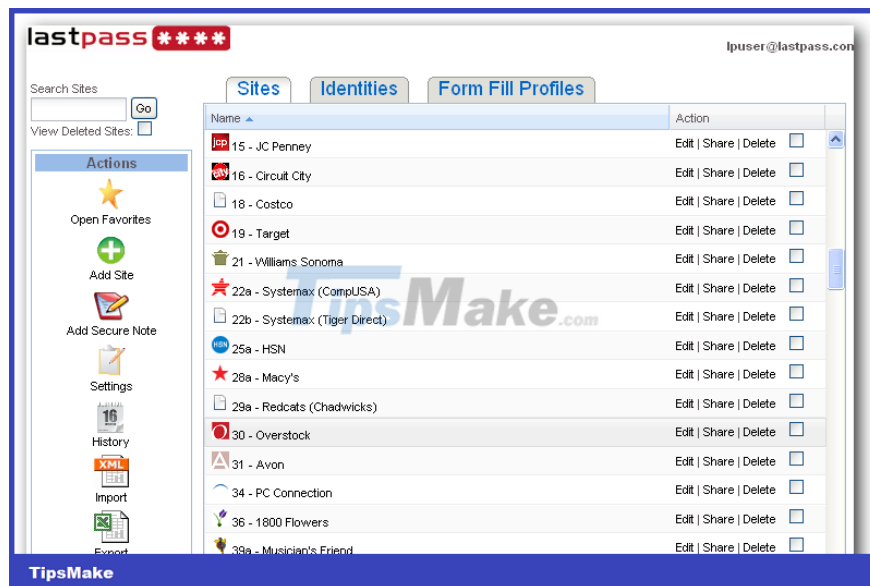 lastpass ****
lpuser@lastpass.com
Search Sites
Go
View Deleted Sites:
Actions
Open Favorites
Add Site
Add Secure Note
Settings
16
History
XML
Import
Export
Sites Identities Form Fill Profiles
Name Action
jcp 15 - JC Penney Edit | Share | Delete
city 16 - Circuit City Edit | Share | Delete
18 - Costco Edit | Share | Delete
19 - Target Edit | Share | Delete
21 - Williams Sonoma Edit | Share | Delete
22a - Systemax (CompUSA) Edit | Share | Delete
22b - Systemax (Tiger Direct) Edit | Share | Delete
HSN 25a - HSN Edit | Share | Delete
28a - Macy's Edit | Share | Delete
29a - Redcats (Chadwicks) Edit | Share | Delete
30 - Overstock Edit | Share | Delete
31 - Avon Edit | Share | Delete
34 - PC Connection Edit | Share | Delete
36 - 1800 Flowers Edit | Share | Delete
39a - Musician's Friend Edit | Share | Delete
TipsMake.com
TipsMake